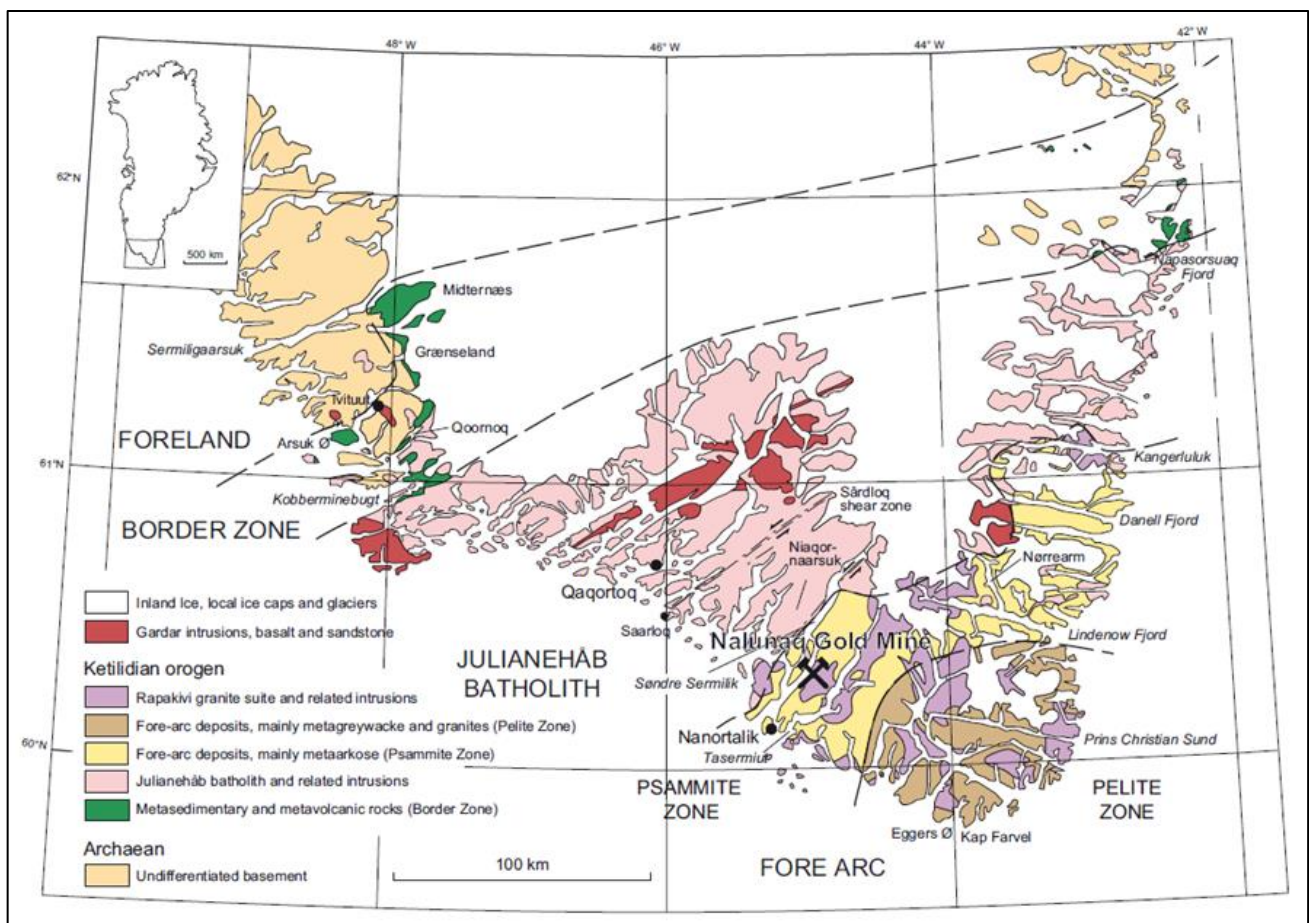 48° W
46° W
44° W
42° W
62°N
500 km
Midternæs
Napasorsuaq
Fjord
Sermiligaarsuk
Grænseland
Ivituut
FORELAND
Arsuk Ø
Qoornoq
61°N
Kangerluluk
Kobberminebugt
Sârdloq
shear zone
Danell Fjord
BORDER ZONE
Niaqor-
naarsuk
Nørrearm
Qaqortoq
Inland Ice, local ice caps and glaciers
Gardar intrusions, basalt and sandstone
Saarloq
Nalunaq Gold Mine
Lindenow Fjord
JULIANEHÅB
BATHOLITH
Søndre Sermilik
Ketilidian orogen
Rapakivi granite suite and related intrusions
Fore-arc deposits, mainly metagreywacke and granites (Pelite Zone)
Fore-arc deposits, mainly metaarkose (Psammite Zone)
Julianehåb batholith and related intrusions
Metasedimentary and metavolcanic rocks (Border Zone)
Nanortalik
60°N
Tasermiut
Prins Christian Sund
PSAMMITE
ZONE
PELITE
ZONE
Eggers Ø
Kap Farvel
Archaean
Undifferentiated basement
100 km
FORE ARC